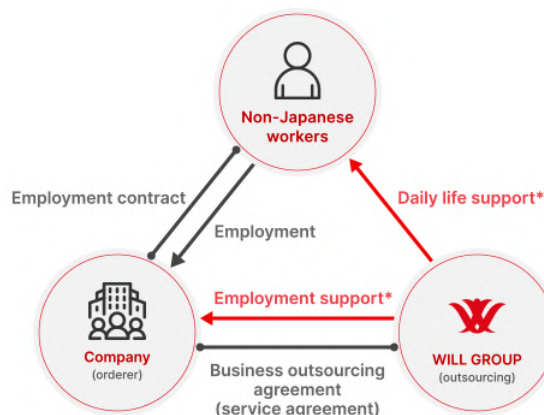 Non-Japanese
workers
Employment contract
Daily life support*
Employment
Employment support*
Company
(orderer)
WILL GROUP
(outsourcing)
Business outsourcing
agreement
(service agreement)